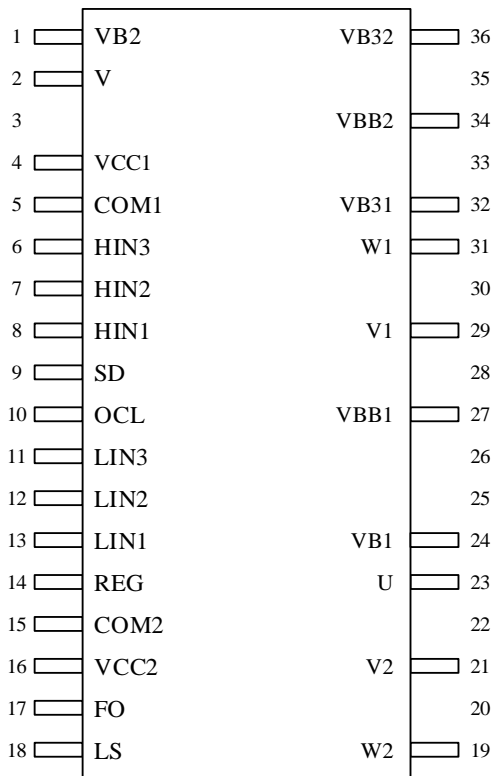 1 VB2 VB32 36
2 V 35
3 VBB2 34
4 VCC1 33
5 COM1 VB31 32
6 HIN3 W1 31
7 HIN2 30
8 HIN1 V1 29
9 SD 28
10 OCL VBB1 27
11 LIN3 26
12 LIN2 25
13 LIN1 VB1 24
14 REG U 23
15 COM2 22
16 VCC2 V2 21
17 FO 20
18 LS W2 19